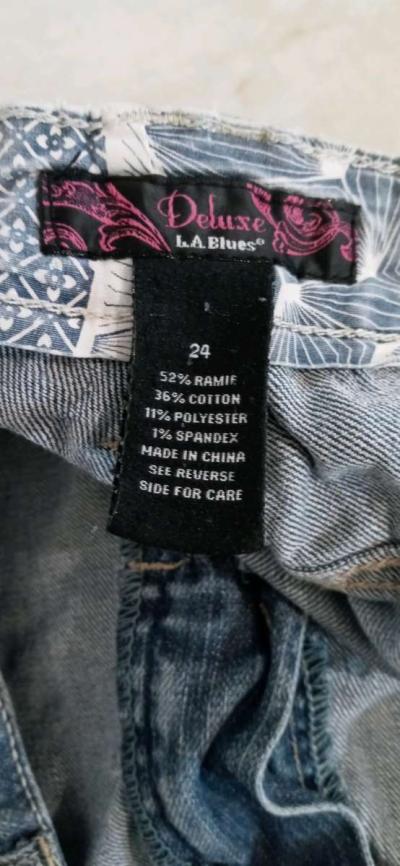 Deluxe
L.A.Blues®
24
52% RAMIE
36% COTTON
11% POLYESTER
1% SPANDEX
MADE IN CHINA
SEE REVERSE
SIDE FOR CARE